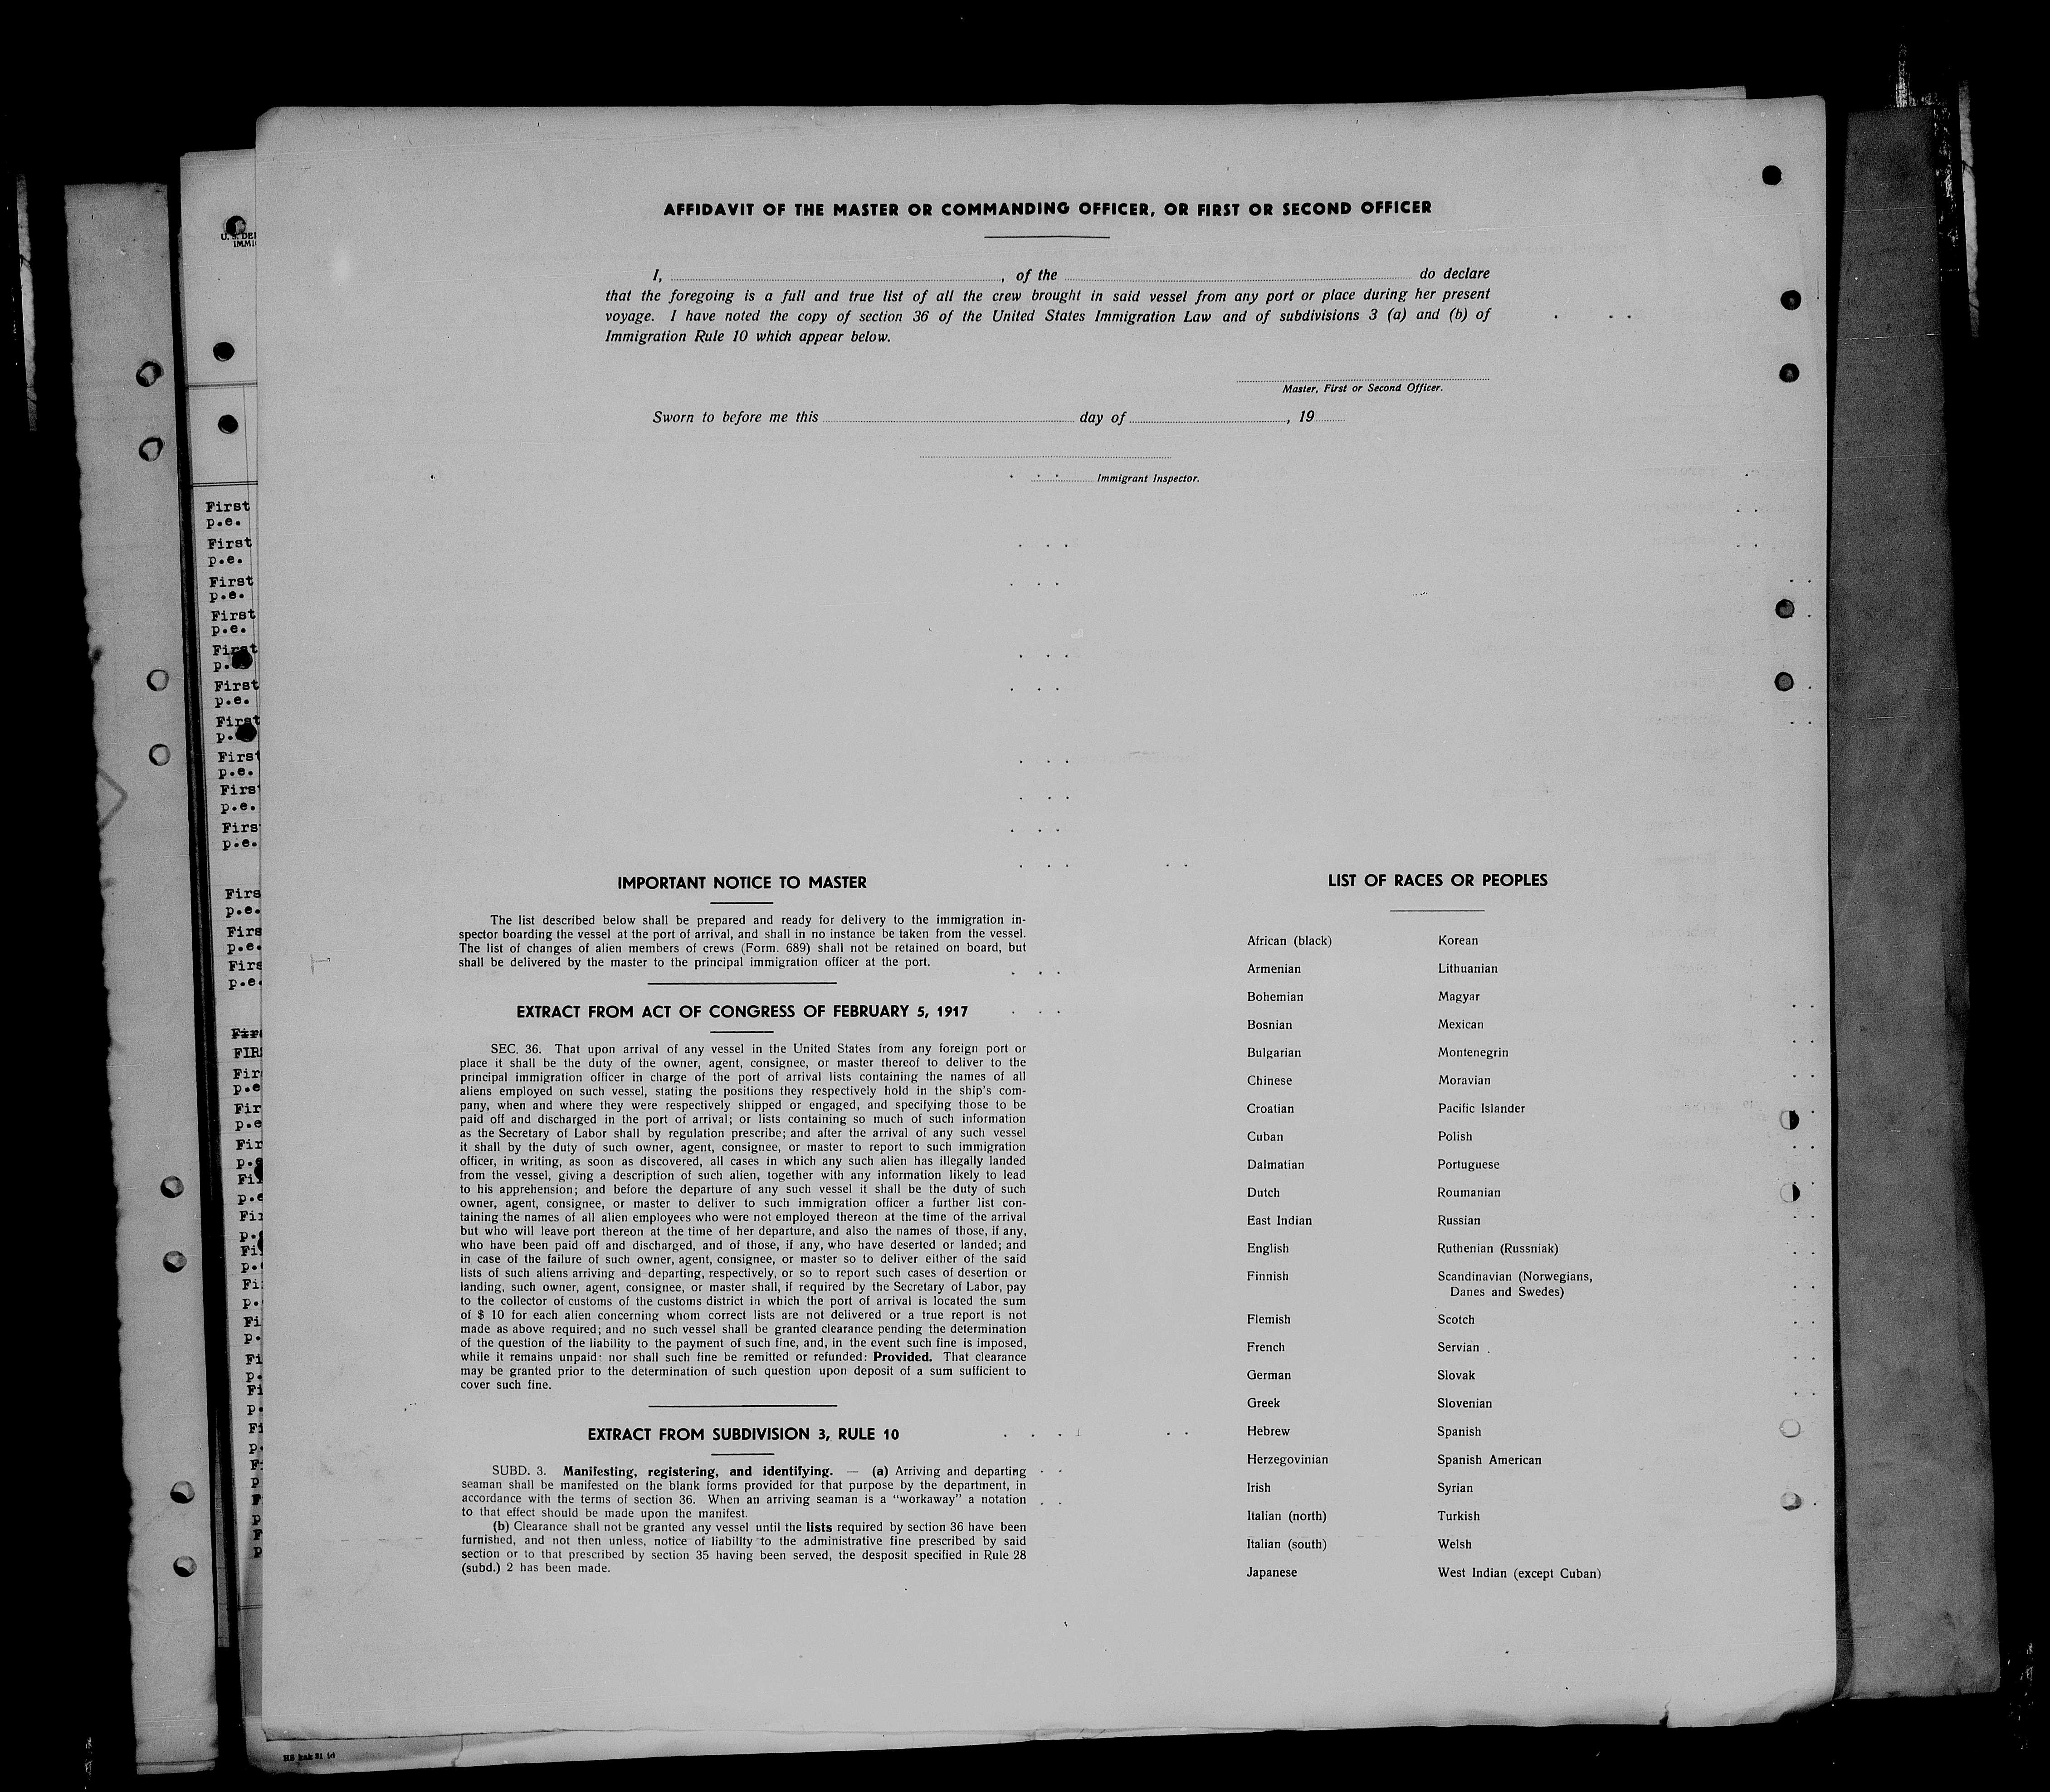 AFFIDAVIT OF THE MASTER OR COMMANDING OFFICER, OR FIRST OR SECOND OFFICER
I, , of the do declare
that the foregoing is a full and true list of all the crew brought in said vessel from any port or place during her present
voyage. I have noted the copy of section 36 of the United States Immigration Law and of subdivisions 3 (a) and (b) of
Immigration Rule 10 which appear below.
Master, First or Second Officer.
Sworn to before me this day of , 19
Immigrant Inspector.
U. S. DE
IMMI
First
p.e.
First
p.e.
First
p.e.
First
p.e.
First
p.
First
p.e.
First
p.
First
p.e.
Firs
p.e.
Firs
p.e.
Firs
p.e.
Firs
p.e.
Firs
p.e.
Fir
FIR
Fir
p.e
Fir
p.e
Fir
p.e
Fi
p.e
Fir
p.
Fi
p.
Fi
p.
Fi
p.
Fi
p.
Fi
p.
Fi
p.
F
p
F
p
F
p
IMPORTANT NOTICE TO MASTER
The list described below shall be prepared and ready for delivery to the immigration in-
spector boarding the vessel at the port of arrival, and shall in no instance be taken from the vessel.
The list of changes of alien members of crews (Form. 689) shall not be retained on board, but
shall be delivered by the master to the principal immigration officer at the port.
EXTRACT FROM ACT OF CONGRESS OF FEBRUARY 5, 1917
SEC. 36. That upon arrival of any vessel in the United States from any foreign port or
place it shall be the duty of the owner, agent, consignee, or master thereof to deliver to the
principal immigration officer in charge of the port of arrival lists containing the names of all
aliens employed on such vessel, stating the positions they respectively hold in the ship's com-
pany, when and where they were respectively shipped or engaged, and specifying those to be
paid off and discharged in the port of arrival; or lists containing so much of such information
as the Secretary of Labor shall by regulation prescribe; and after the arrival of any such vessel
it shall by the duty of such owner, agent, consignee, or master to report to such immigration
officer, in writing, as soon as discovered, all cases in which any such alien has illegally landed
from the vessel, giving a description of such alien, together with any information likely to lead
to his apprehension; and before the departure of any such vessel it shall be the duty of such
owner, agent, consignee, or master to deliver to such immigration officer a further list con-
taining the names of all alien employees who were not employed thereon at the time of the arrival
but who will leave port thereon at the time of her departure, and also the names of those, if any,
who have been paid off and discharged, and of those, if any, who have deserted or landed; and
in case of the failure of such owner, agent, consignee, or master so to deliver either of the said
lists of such aliens arriving and departing, respectively, or so to report such cases of desertion or
landing, such owner, agent, consignee, or master shall, if required by the Secretary of Labor, pay
to the collector of customs of the customs district in which the port of arrival is located the sum
of $ 10 for each alien concerning whom correct lists are not delivered or a true report is not
made as above required; and no such vessel shall be granted clearance pending the determination
of the question of the liability to the payment of such fine, and, in the event such fine is imposed,
while it remains unpaid: nor shall such fine be remitted or refunded: Provided. That clearance
may be granted prior to the determination of such question upon deposit of a sum sufficient to
cover such fine.
EXTRACT FROM SUBDIVISION 3, RULE 10
SUBD. 3. Manifesting, registering, and identifying. — (a) Arriving and departing
seaman shall be manifested on the blank forms provided for that purpose by the department, in
accordance with the terms of section 36. When an arriving seaman is a "workaway" a notation
to that effect should be made upon the manifest.
(b) Clearance shall not be granted any vessel until the lists required by section 36 have been
furnished, and not then unless, notice of liability to the administrative fine prescribed by said
section or to that prescribed by section 35 having been served, the desposit specified in Rule 28
(subd.) 2 has been made.
LIST OF RACES OR PEOPLES
African (black) Korean
Armenian Lithuanian
Bohemian Magyar
Bosnian Mexican
Bulgarian Montenegrin
Chinese Moravian
Croatian Pacific Islander
Cuban Polish
Dalmatian Portuguese
Dutch Roumanian
East Indian Russian
English Ruthenian (Russniak)
Finnish Scandinavian (Norwegians,
Danes and Swedes)
Flemish Scotch
French Servian
German Slovak
Greek Slovenian
Hebrew Spanish
Herzegovinian Spanish American
Irish Syrian
Italian (north) Turkish
Italian (south) Welsh
Japanese West Indian (except Cuban)